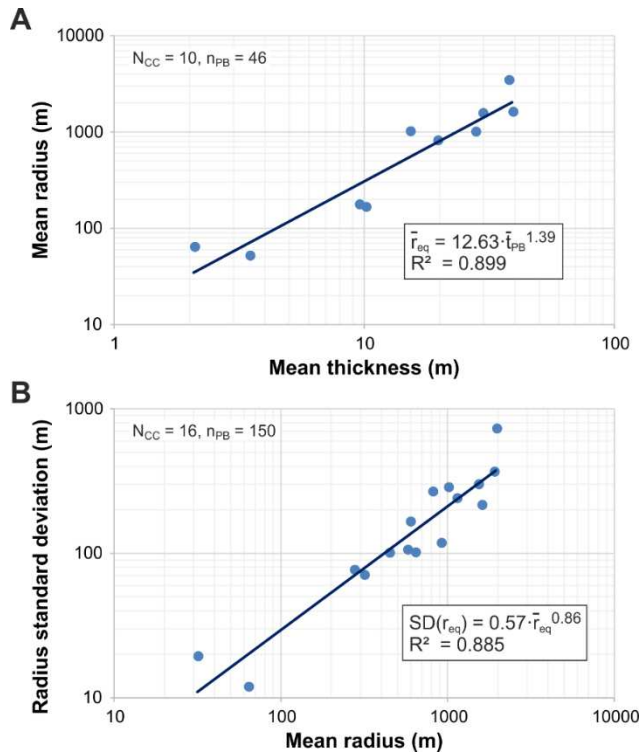 A
10000
N_CC = 10, n_PB = 46
1000
Mean radius (m)
100
r̄_eq = 12.63·t̄_PB^1.39
R² = 0.899
10
1
10
100
Mean thickness (m)
B
1000
N_CC = 16, n_PB = 150
Radius standard deviation (m)
100
SD(r_eq) = 0.57·r̄_eq^0.86
R² = 0.885
10
10
100
1000
10000
Mean radius (m)